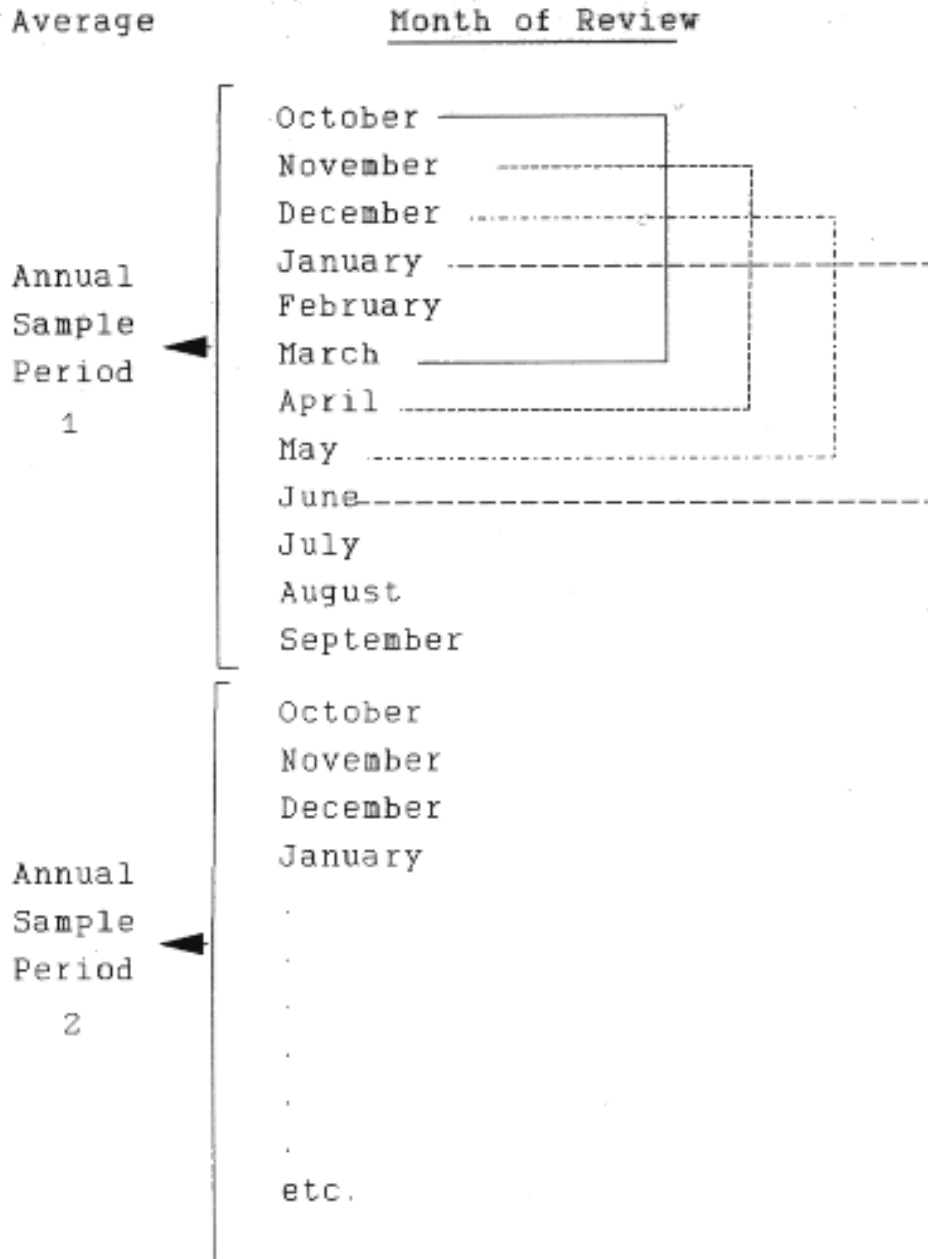 Average Month of Review
October
November
December
January
February
March
April
May
June
July
August
September
Annual
Sample
Period
1
October
November
December
January
.
.
.
.
.
.
etc.
Annual
Sample
Period
2